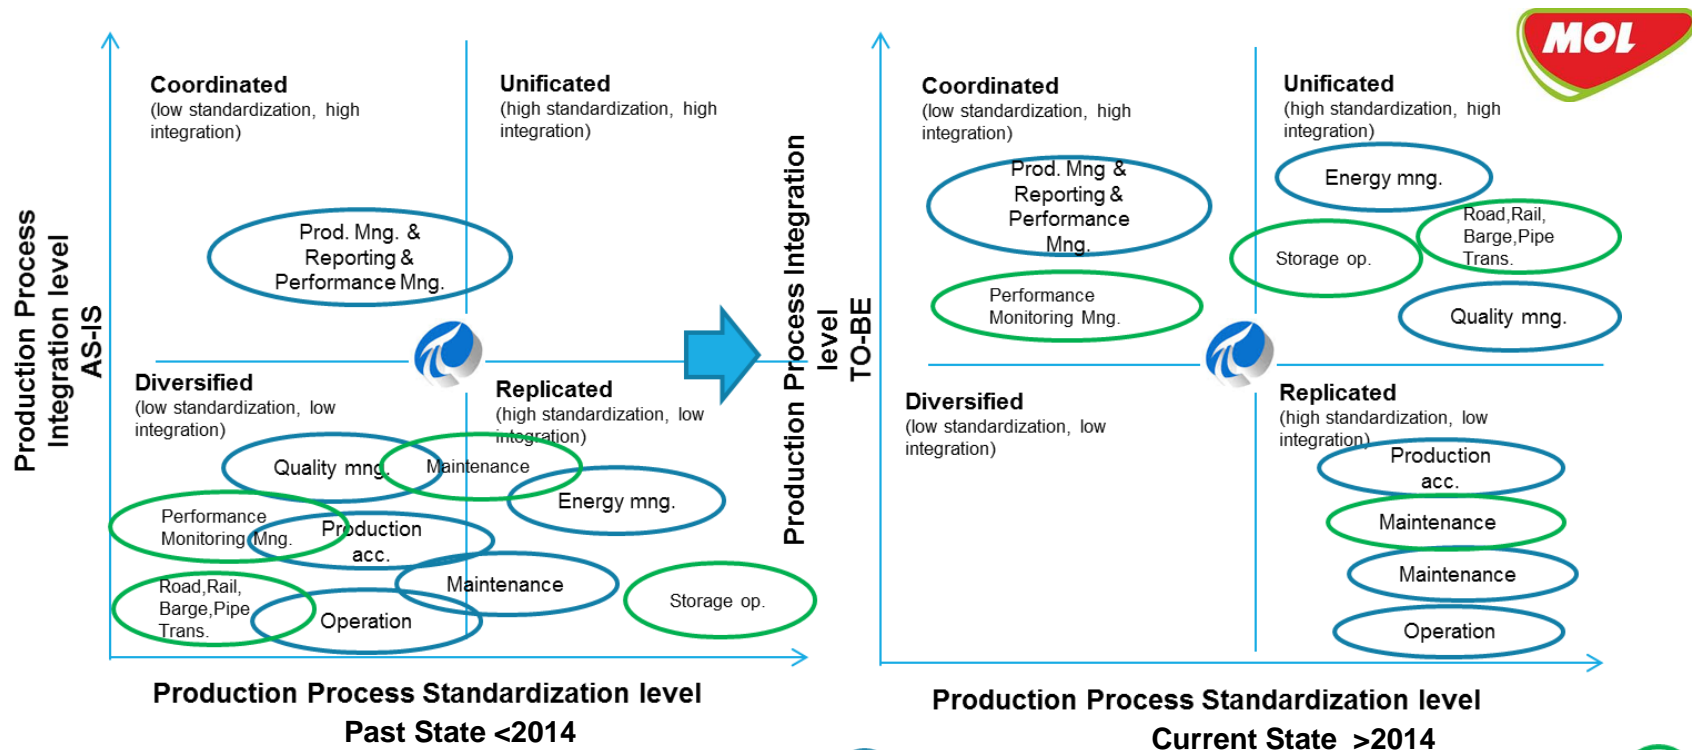 MOL
Production Process
Integration level
AS-IS
Coordinated
(low standardization, high
integration)
Unificated
(high standardization, high
integration)
Prod. Mng. &
Reporting &
Performance Mng.
Diversified
(low standardization, low
integration)
Replicated
(high standardization, low
integration)
Quality mng.
Maintenance
Energy mng.
Performance
Monitoring Mng.
Production
acc.
Maintenance
Road,Rail,
Barge,Pipe
Trans.
Operation
Storage op.
Production Process Standardization level
Past State <2014
Production Process Integration
level
TO-BE
Coordinated
(low standardization, high
integration)
Unificated
(high standardization, high
integration)
Prod. Mng &
Reporting &
Performance
Mng.
Energy mng.
Road,Rail,
Barge,Pipe
Trans.
Storage op.
Performance
Monitoring Mng.
Quality mng.
Diversified
(low standardization, low
integration)
Replicated
(high standardization, low
integration)
Production
acc.
Maintenance
Maintenance
Operation
Production Process Standardization level
Current State >2014